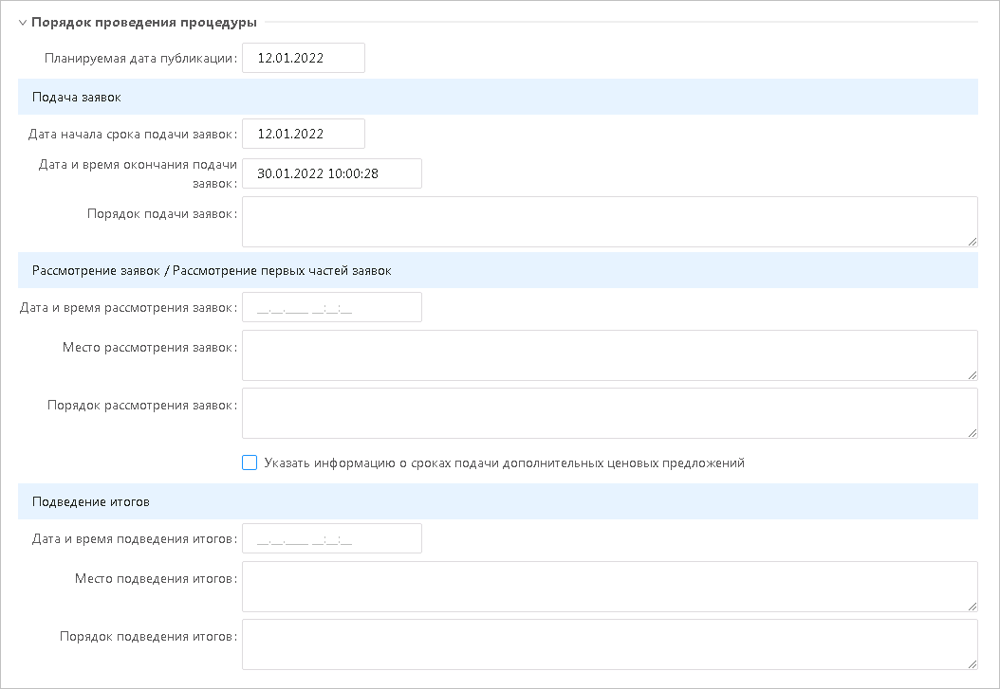 Порядок проведения процедуры
Планируемая дата публикации: 12.01.2022
Подача заявок
Дата начала срока подачи заявок: 12.01.2022
Дата и время окончания подачи
заявок: 30.01.2022 10:00:28
Порядок подачи заявок:
Рассмотрение заявок / Рассмотрение первых частей заявок
Дата и время рассмотрения заявок: __.__.____ __:__:__
Место рассмотрения заявок:
Порядок рассмотрения заявок:
Указать информацию о сроках подачи дополнительных ценовых предложений
Подведение итогов
Дата и время подведения итогов: __.__.____ __:__:__
Место подведения итогов:
Порядок подведения итогов: